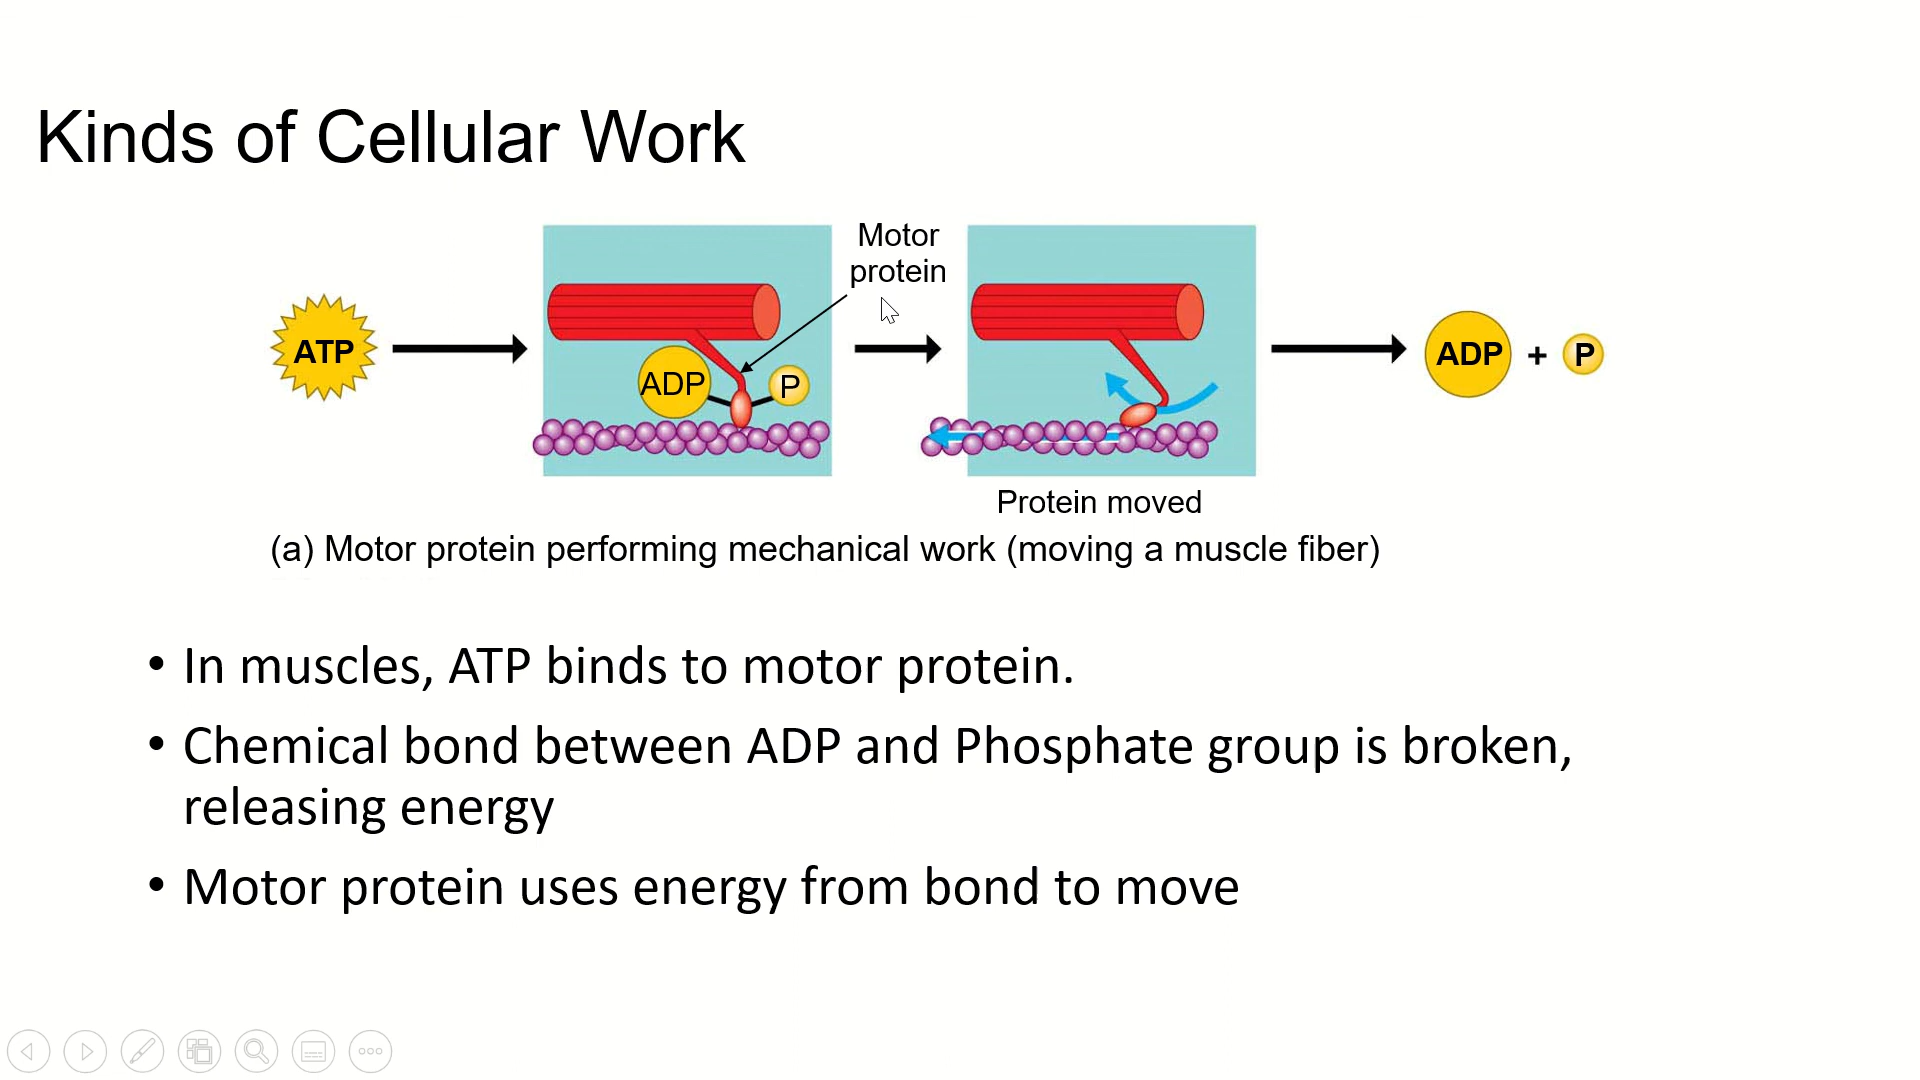 Kinds of Cellular Work
Motor
protein
ATP
ADP
P
ADP + P
Protein moved
(a) Motor protein performing mechanical work (moving a muscle fiber)
• In muscles, ATP binds to motor protein.
• Chemical bond between ADP and Phosphate group is broken,
releasing energy
• Motor protein uses energy from bond to move